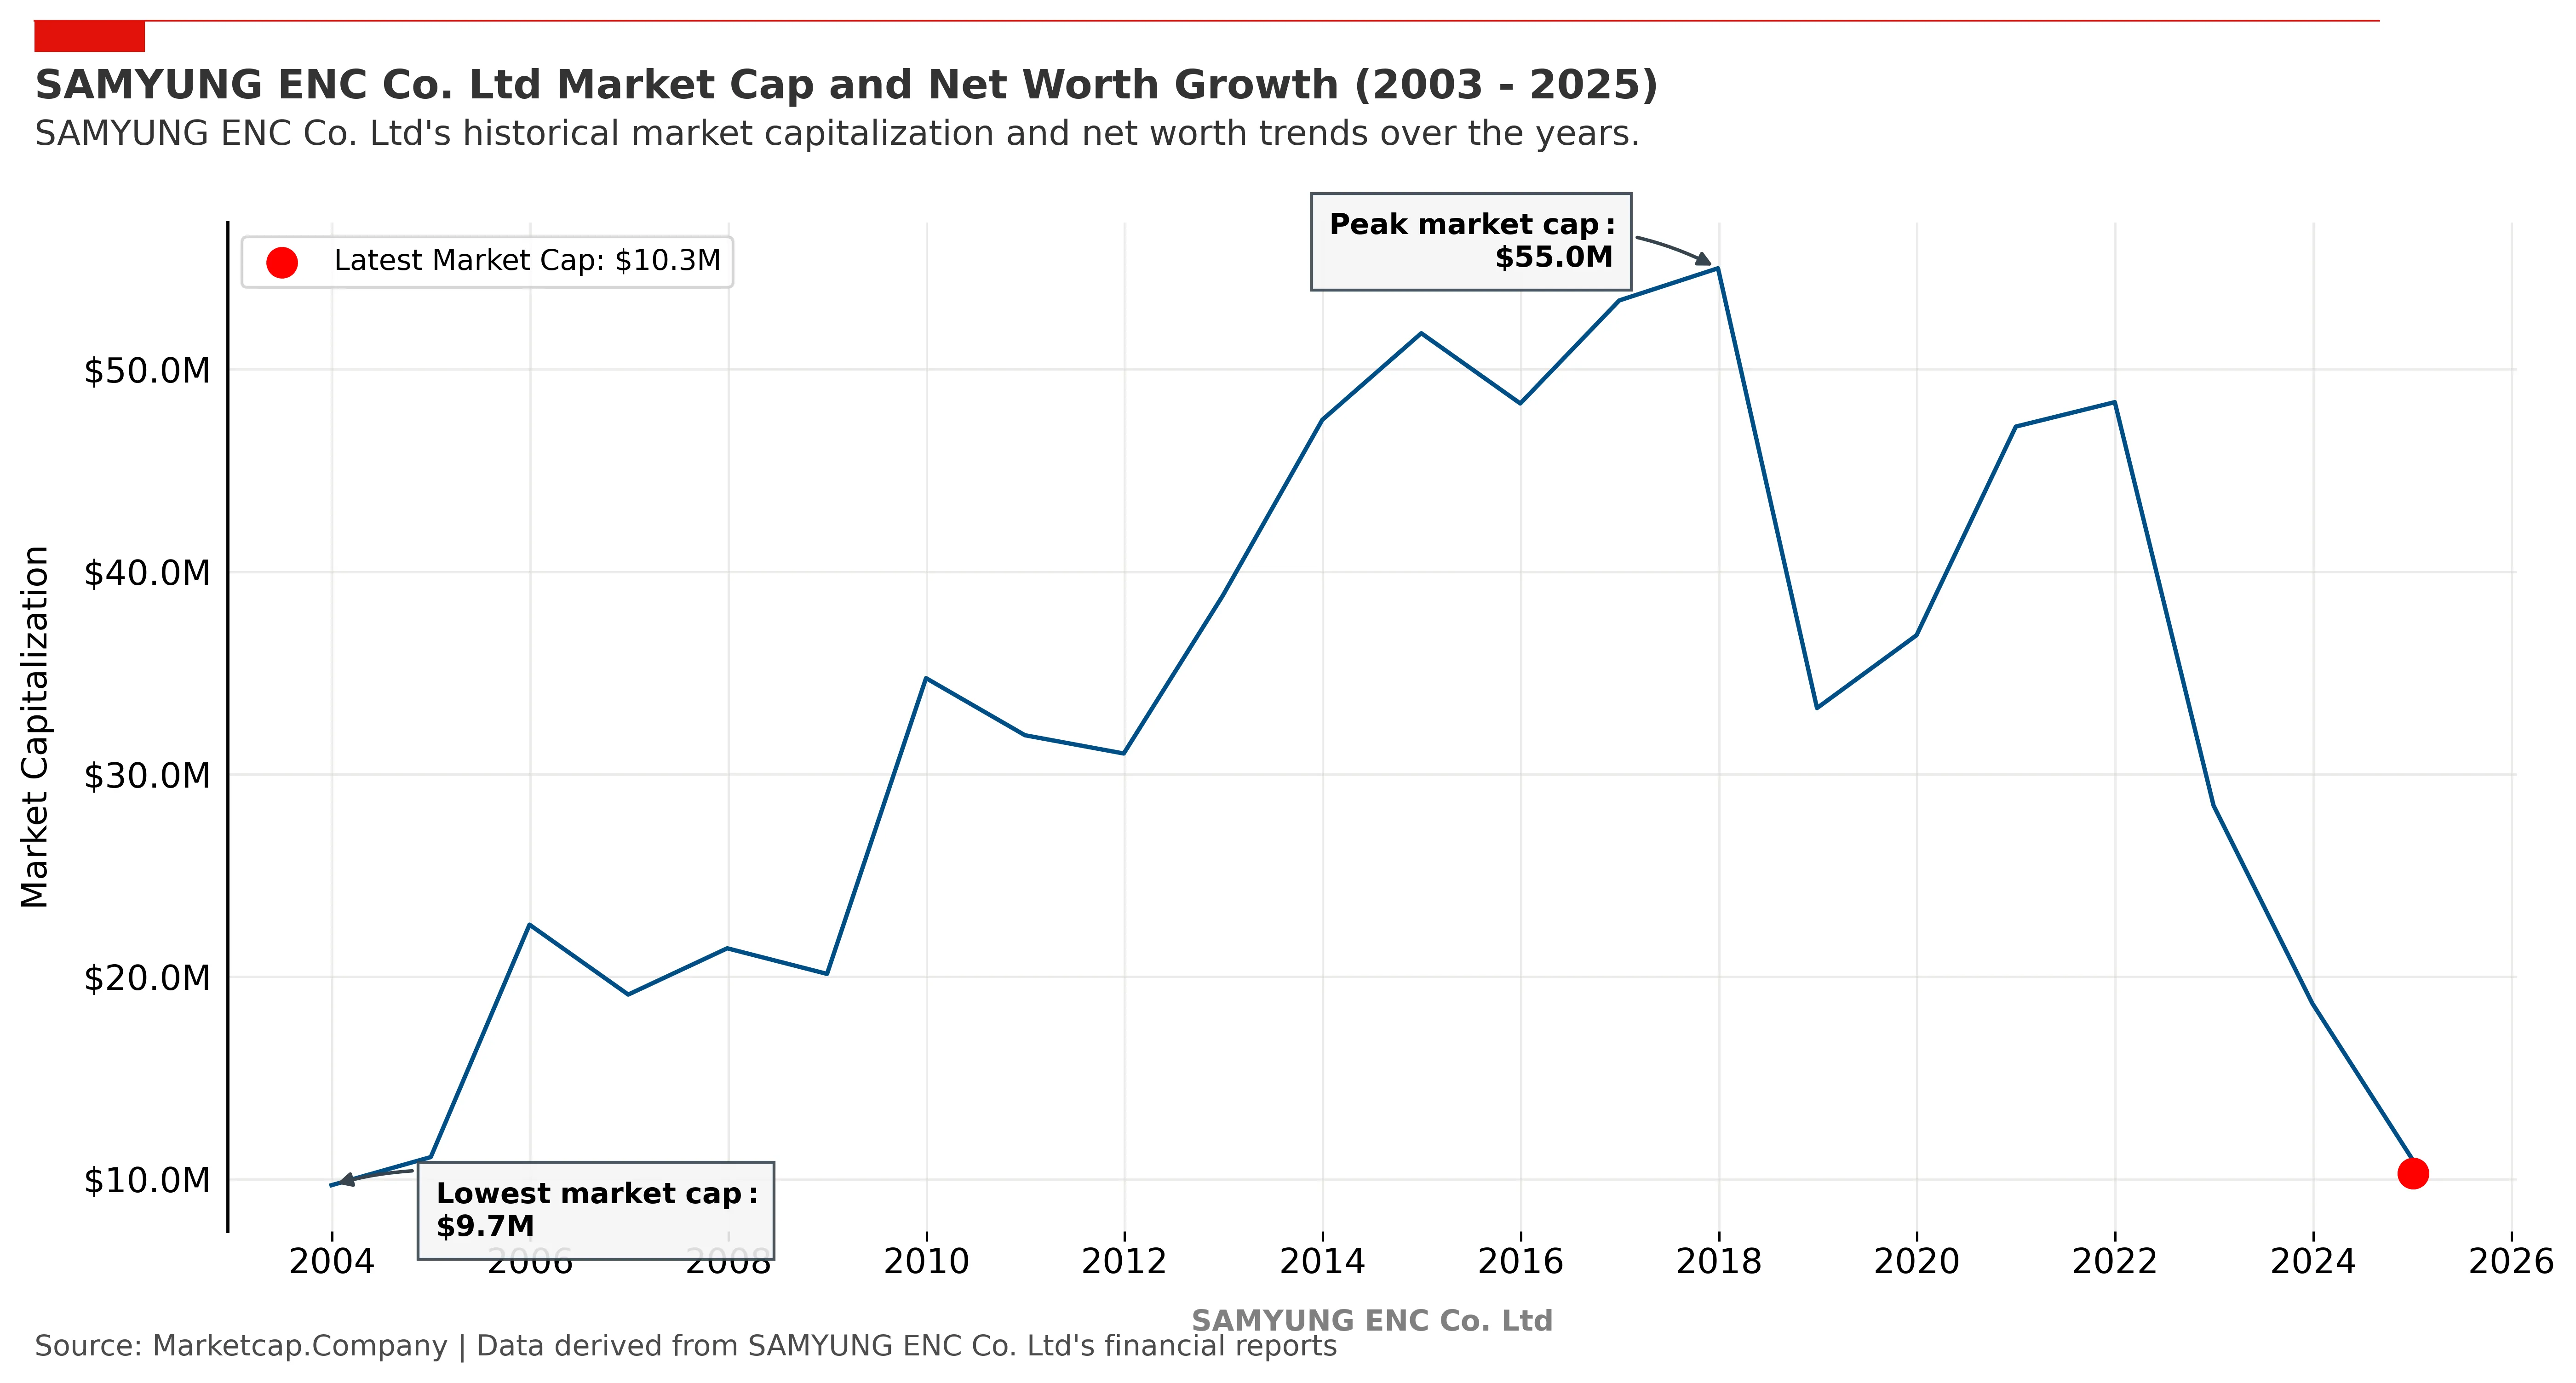 SAMYUNG ENC Co. Ltd Market Cap and Net Worth Growth (2003 - 2025)
SAMYUNG ENC Co. Ltd's historical market capitalization and net worth trends over the years.
Peak market cap:
$55.0M
Latest Market Cap: $10.3M
Market Capitalization
$50.0M
$40.0M
$30.0M
$20.0M
$10.0M
Lowest market cap:
$9.7M
2004 2006 2008 2010 2012 2014 2016 2018 2020 2022 2024 2026
SAMYUNG ENC Co. Ltd
Source: Marketcap.Company | Data derived from SAMYUNG ENC Co. Ltd's financial reports